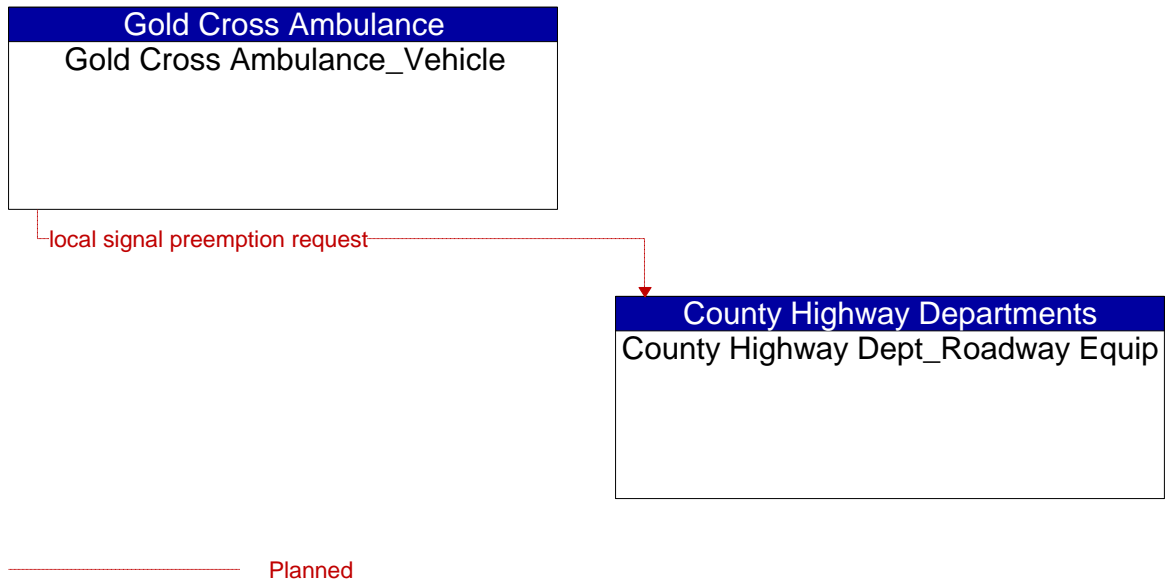 Gold Cross Ambulance
Gold Cross Ambulance_Vehicle
local signal preemption request
County Highway Departments
County Highway Dept_Roadway Equip
Planned